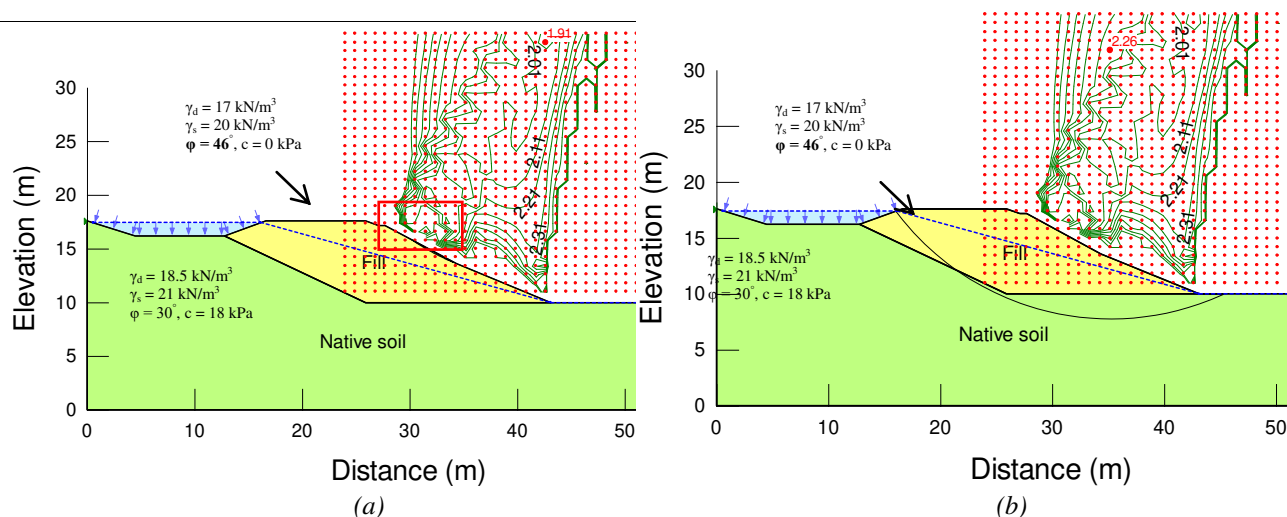 1.91
2.01
2.11
2.21
2.31
γd = 17 kN/m³
γs = 20 kN/m³
φ = 46°, c = 0 kPa
Fill
γd = 18.5 kN/m³
γs = 21 kN/m³
φ = 30°, c = 18 kPa
Native soil
Elevation (m)
30
25
20
15
10
5
0
0 10 20 30 40 50
Distance (m)
(a)
2.26
2.01
2.11
2.21
2.31
γd = 17 kN/m³
γs = 20 kN/m³
φ = 46°, c = 0 kPa
Fill
γd = 18.5 kN/m³
γs = 21 kN/m³
φ = 30°, c = 18 kPa
Native soil
Elevation (m)
30
25
20
15
10
5
0
0 10 20 30 40 50
Distance (m)
(b)